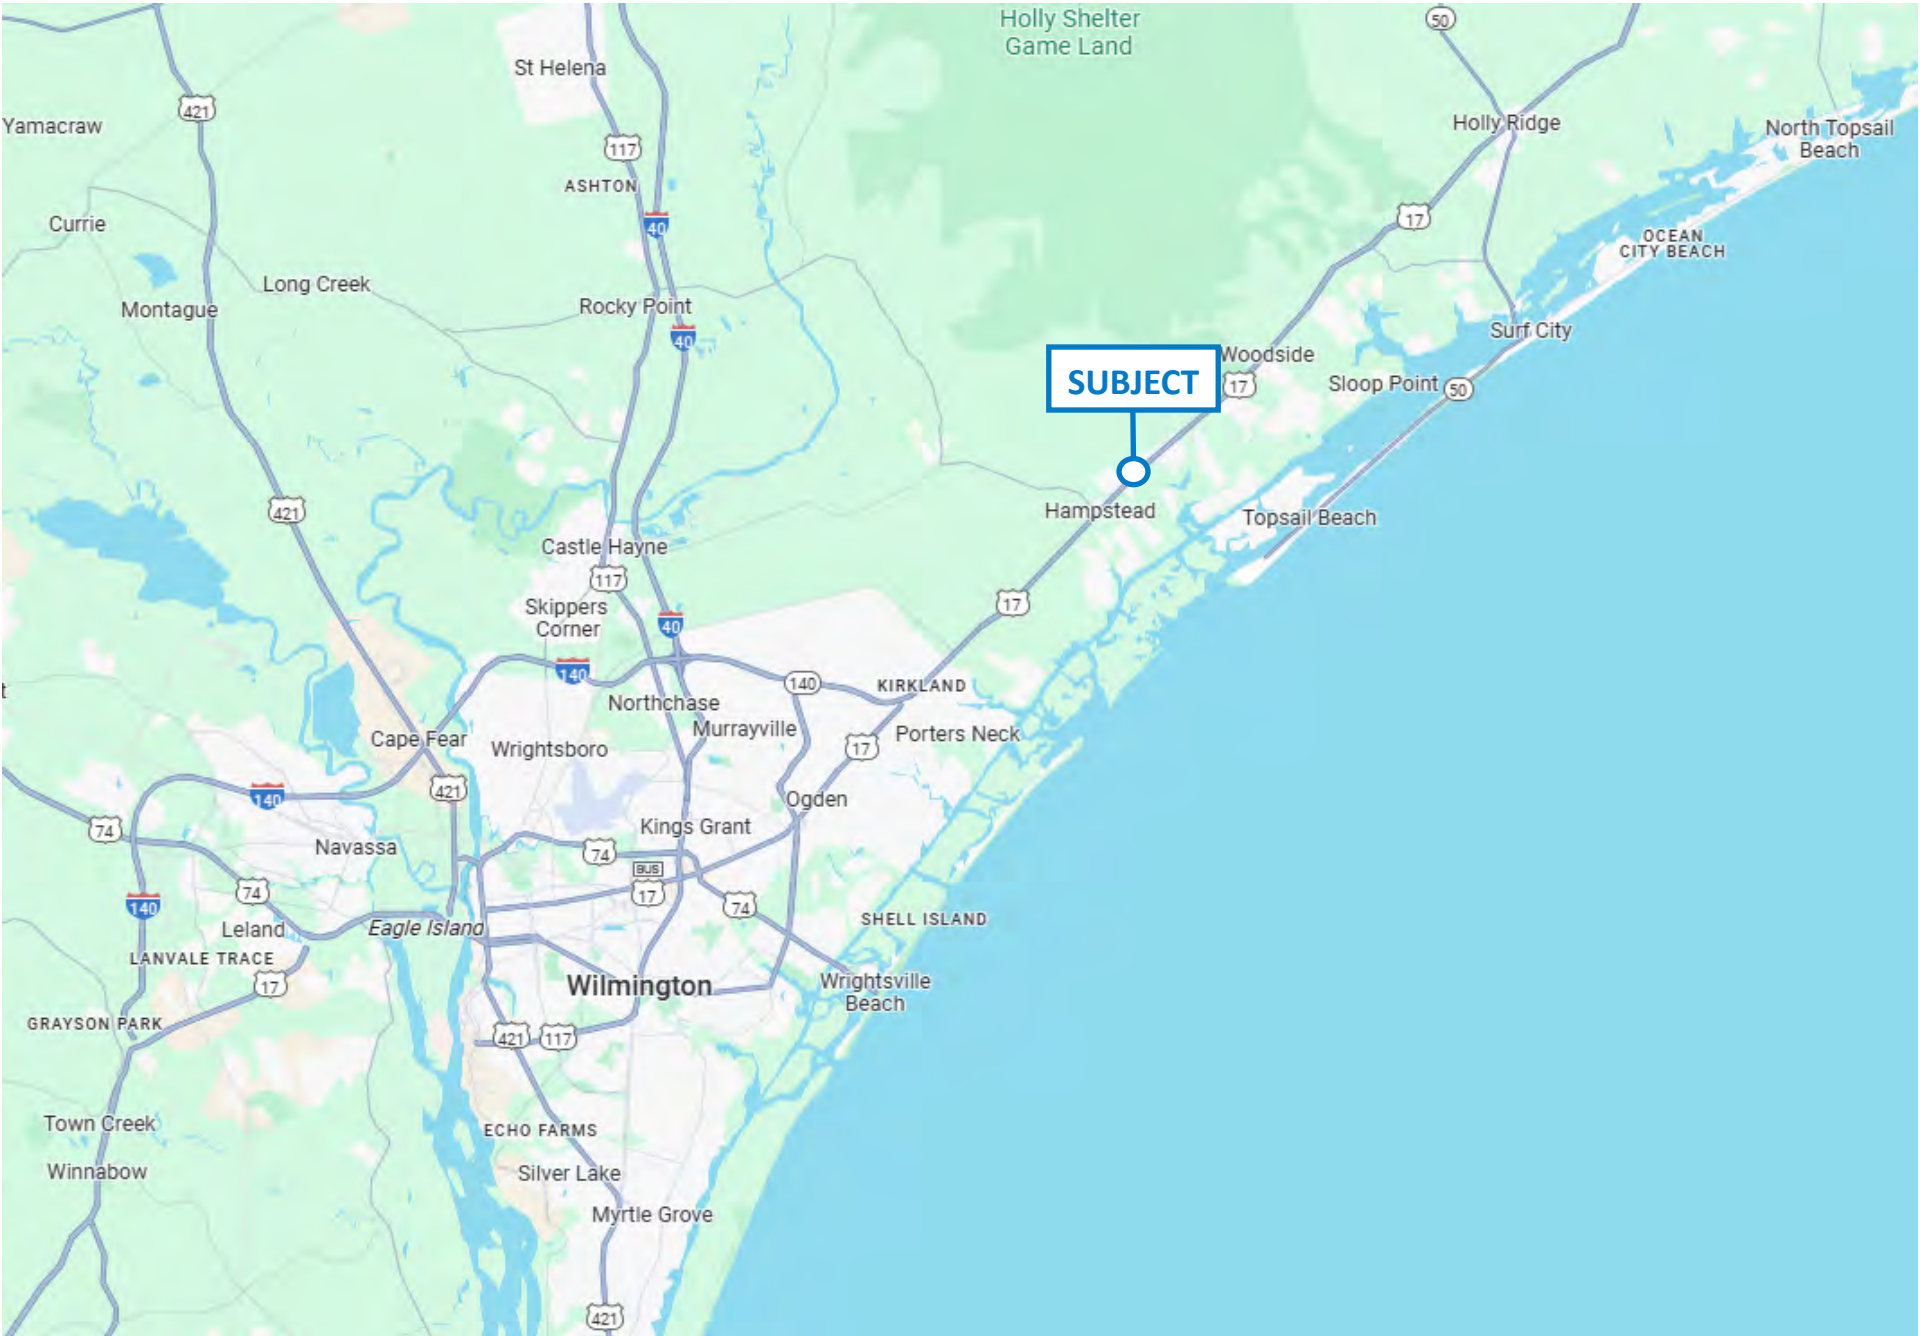 Holly Shelter
Game Land
50
St Helena
421
Yamacraw
Holly Ridge
North Topsail
Beach
117
ASHTON
Currie
40
17
OCEAN
CITY BEACH
Long Creek
Montague
Rocky Point
40
Surf City
Woodside
SUBJECT
17
Sloop Point
50
421
Hampstead
Topsail Beach
Castle Hayne
117
Skippers
Corner
40
17
140
140
KIRKLAND
t
Northchase
Murrayville
Porters Neck
Cape Fear
Wrightsboro
17
421
140
Ogden
74
Kings Grant
Navassa
74
BUS
17
74
74
140
Leland
Eagle Island
SHELL ISLAND
LANVALE TRACE
17
Wilmington
Wrightsville
Beach
GRAYSON PARK
421
117
Town Creek
ECHO FARMS
Winnabow
Silver Lake
Myrtle Grove
421